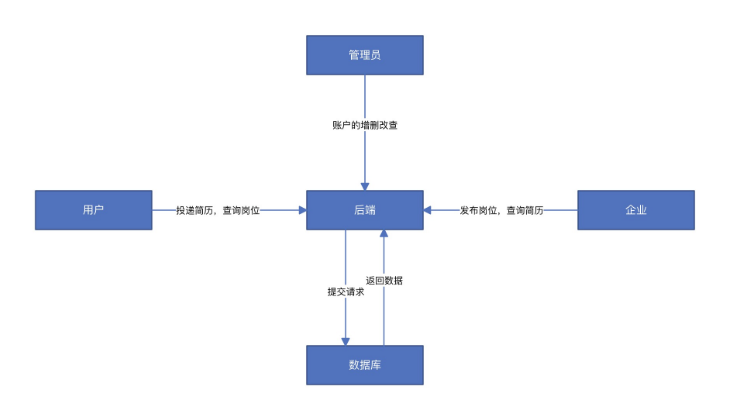 管理员
账户的增删改查
用户
投递简历，查询岗位
后端
发布岗位，查询简历
企业
返回数据
提交请求
数据库